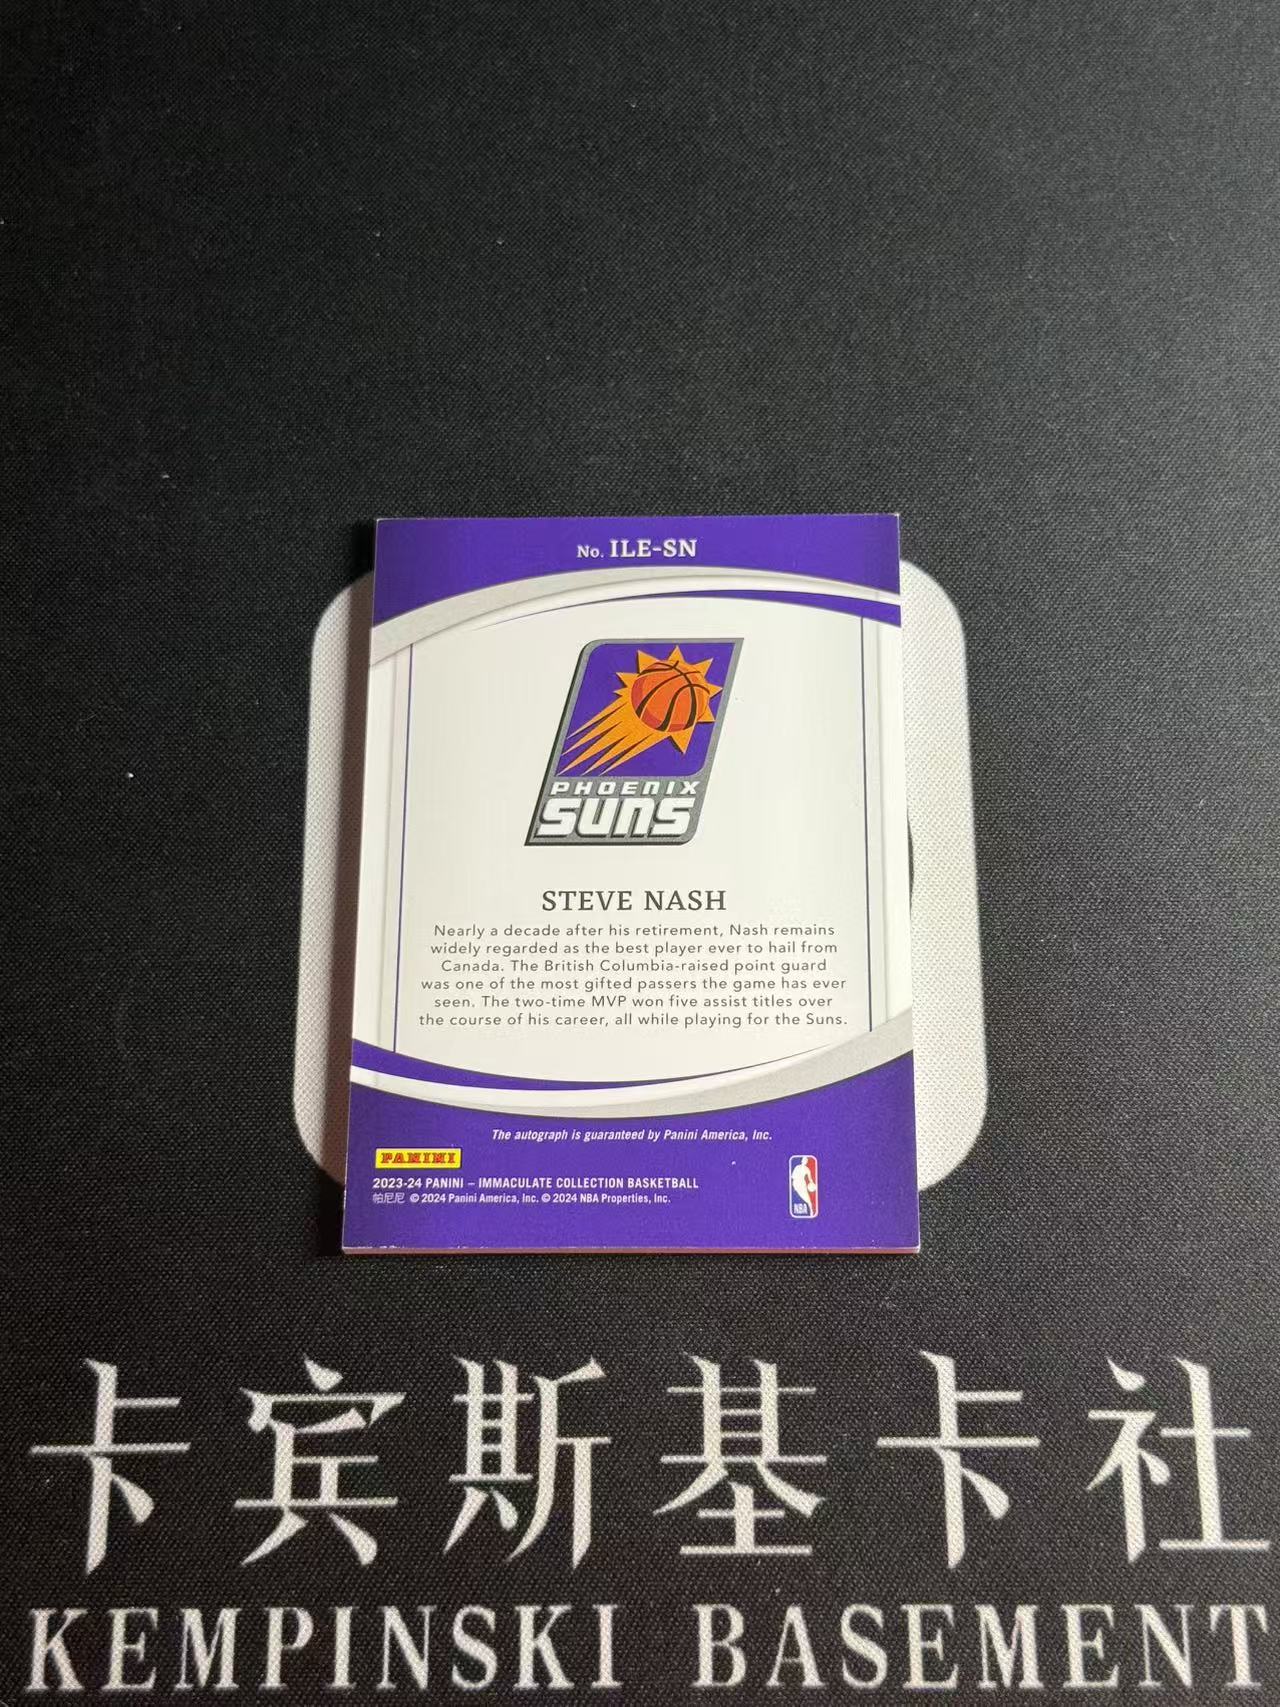 No. ILE-SN
PHOENIX
SUNS
STEVE NASH
Nearly a decade after his retirement, Nash remains
widely regarded as the best player ever to hail from
Canada. The British Columbia-raised point guard
was one of the most gifted passers the game has ever
seen. The two-time MVP won five assist titles over
the course of his career, all while playing for the Suns.
The autograph is guaranteed by Panini America, Inc.
PANINI
2023-24 PANINI – IMMACULATE COLLECTION BASKETBALL
帕尼尼 © 2024 Panini America, Inc. © 2024 NBA Properties, Inc.
NBA
卡宾斯基卡社
KEMPINSKI BASEMENT